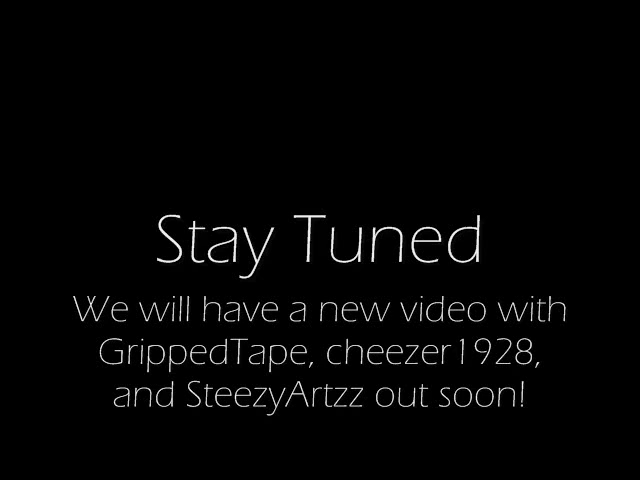 Stay Tuned
We will have a new video with
GrippedTape, cheezer1928,
and SteezyArtzz out soon!